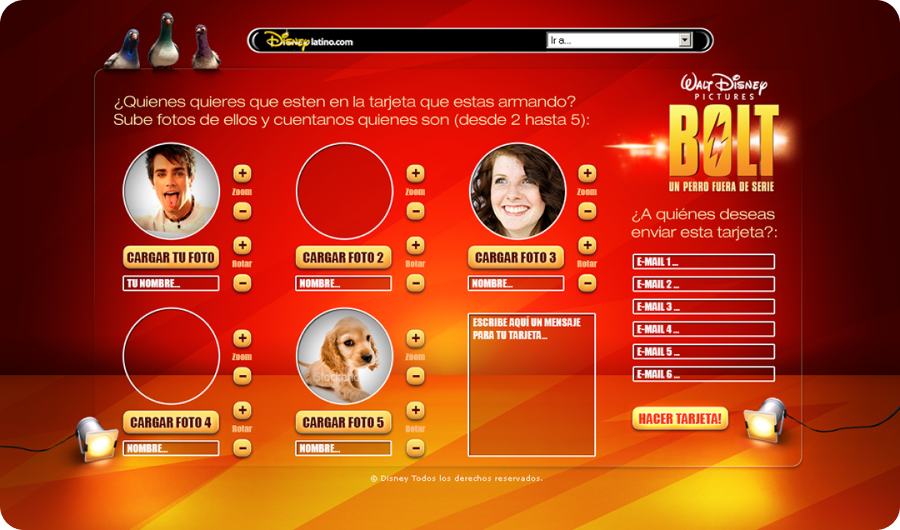 Disney latino.com
Ir a...
¿Quienes quieres que esten en la tarjeta que estas armando?
Sube fotos de ellos y cuentanos quienes son (desde 2 hasta 5):
WALT DISNEY
PICTURES
BOLT
UN PERRO FUERA DE SERIE
Zoom
Zoom
Zoom
CARGAR TU FOTO
CARGAR FOTO 2
CARGAR FOTO 3
Rotar
Rotar
Rotar
TU NOMBRE...
NOMBRE...
NOMBRE...
¿A quiénes deseas
enviar esta tarjeta?:
E-MAIL 1 ...
E-MAIL 2 ...
E-MAIL 3 ...
E-MAIL 4 ...
E-MAIL 5 ...
E-MAIL 6 ...
ESCRIBE AQUÍ UN MENSAJE
PARA TU TARJETA...
Zoom
Zoom
CARGAR FOTO 4
CARGAR FOTO 5
Rotar
Rotar
NOMBRE...
NOMBRE...
HACER TARJETA!
© Disney Todos los derechos reservados.